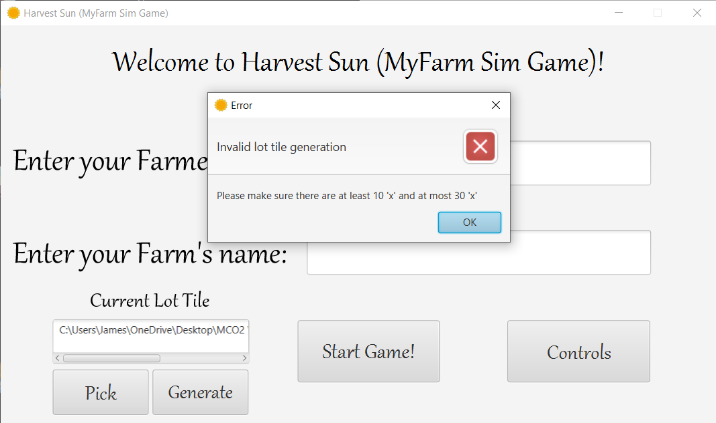 Harvest Sun (MyFarm Sim Game)
Welcome to Harvest Sun (MyFarm Sim Game)!
Error
Invalid lot tile generation
Please make sure there are at least 10 'x' and at most 30 'x'
OK
Enter your Farme
Enter your Farm's name:
Current Lot Tile
C:\Users\James\OneDrive\Desktop\MCO2
Start Game!
Controls
Pick
Generate